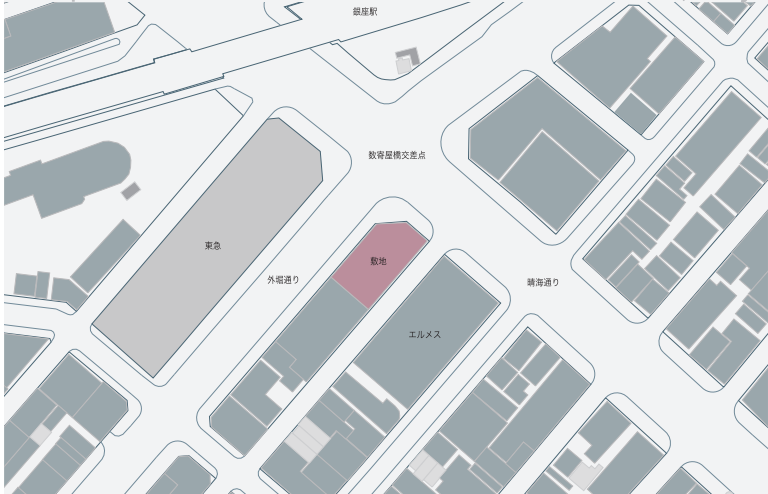 銀座駅
数寄屋橋交差点
東急
敷地
外堀通り
晴海通り
エルメス